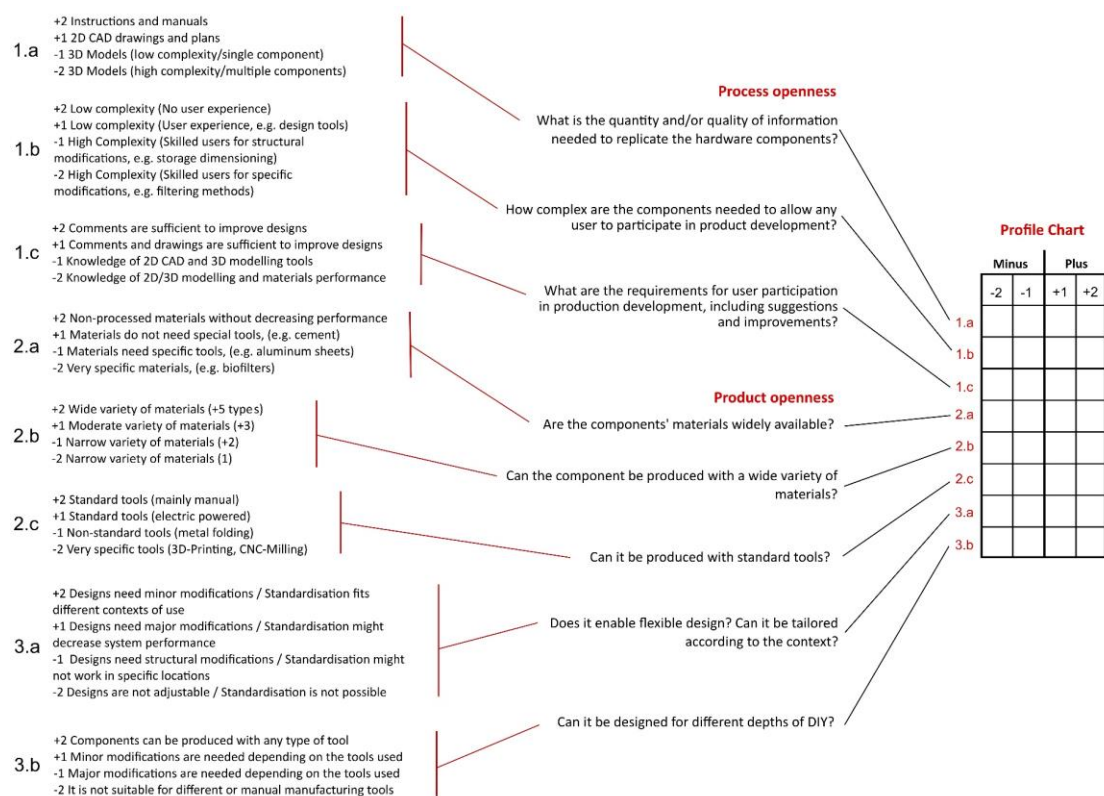 1.a
+2 Instructions and manuals
+1 2D CAD drawings and plans
-1 3D Models (low complexity/single component)
-2 3D Models (high complexity/multiple components)
1.b
+2 Low complexity (No user experience)
+1 Low complexity (User experience, e.g. design tools)
-1 High Complexity (Skilled users for structural
modifications, e.g. storage dimensioning)
-2 High Complexity (Skilled users for specific
modifications, e.g. filtering methods)
1.c
+2 Comments are sufficient to improve designs
+1 Comments and drawings are sufficient to improve designs
-1 Knowledge of 2D CAD and 3D modelling tools
-2 Knowledge of 2D/3D modelling and materials performance
2.a
+2 Non-processed materials without decreasing performance
+1 Materials do not need special tools, (e.g. cement)
-1 Materials need specific tools, (e.g. aluminum sheets)
-2 Very specific materials, (e.g. biofilters)
2.b
+2 Wide variety of materials (+5 types)
+1 Moderate variety of materials (+3)
-1 Narrow variety of materials (+2)
-2 Narrow variety of materials (1)
2.c
+2 Standard tools (mainly manual)
+1 Standard tools (electric powered)
-1 Non-standard tools (metal folding)
-2 Very specific tools (3D-Printing, CNC-Milling)
3.a
+2 Designs need minor modifications / Standardisation fits
different contexts of use
+1 Designs need major modifications / Standardisation might
decrease system performance
-1 Designs need structural modifications / Standardisation might
not work in specific locations
-2 Designs are not adjustable / Standardisation is not possible
3.b
+2 Components can be produced with any type of tool
+1 Minor modifications are needed depending on the tools used
-1 Major modifications are needed depending on the tools used
-2 It is not suitable for different or manual manufacturing tools
Process openness
What is the quantity and/or quality of information
needed to replicate the hardware components?
How complex are the components needed to allow any
user to participate in product development?
What are the requirements for user participation
in production development, including suggestions
and improvements?
Product openness
Are the components' materials widely available?
Can the component be produced with a wide variety of
materials?
Can it be produced with standard tools?
Does it enable flexible design? Can it be tailored
according to the context?
Can it be designed for different depths of DIY?
Profile Chart
Minus Plus
-2 -1 +1 +2
1.a
1.b
1.c
2.a
2.b
2.c
3.a
3.b